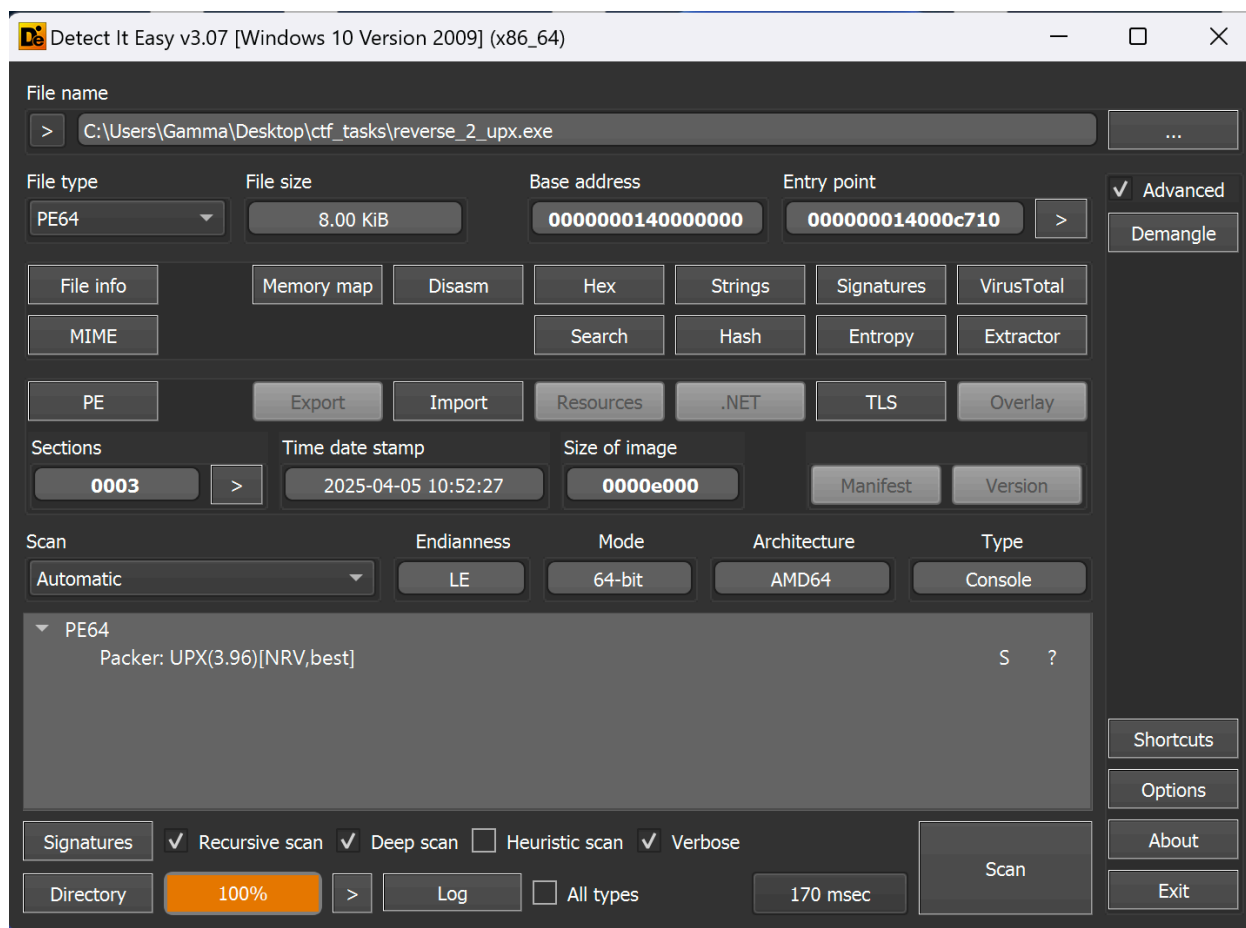 Detect It Easy v3.07 [Windows 10 Version 2009] (x86_64)
File name
> C:\Users\Gamma\Desktop\ctf_tasks\reverse_2_upx.exe ...
File type File size Base address Entry point Advanced
PE64 8.00 KiB 0000000140000000 000000014000c710 > Demangle
File info Memory map Disasm Hex Strings Signatures VirusTotal
MIME Search Hash Entropy Extractor
PE Export Import Resources .NET TLS Overlay
Sections Time date stamp Size of image
0003 > 2025-04-05 10:52:27 0000e000 Manifest Version
Scan Endianness Mode Architecture Type
Automatic LE 64-bit AMD64 Console
PE64
Packer: UPX(3.96)[NRV,best] S ?
Shortcuts
Options
Signatures Recursive scan Deep scan Heuristic scan Verbose Scan About
Directory 100% > Log All types 170 msec Exit